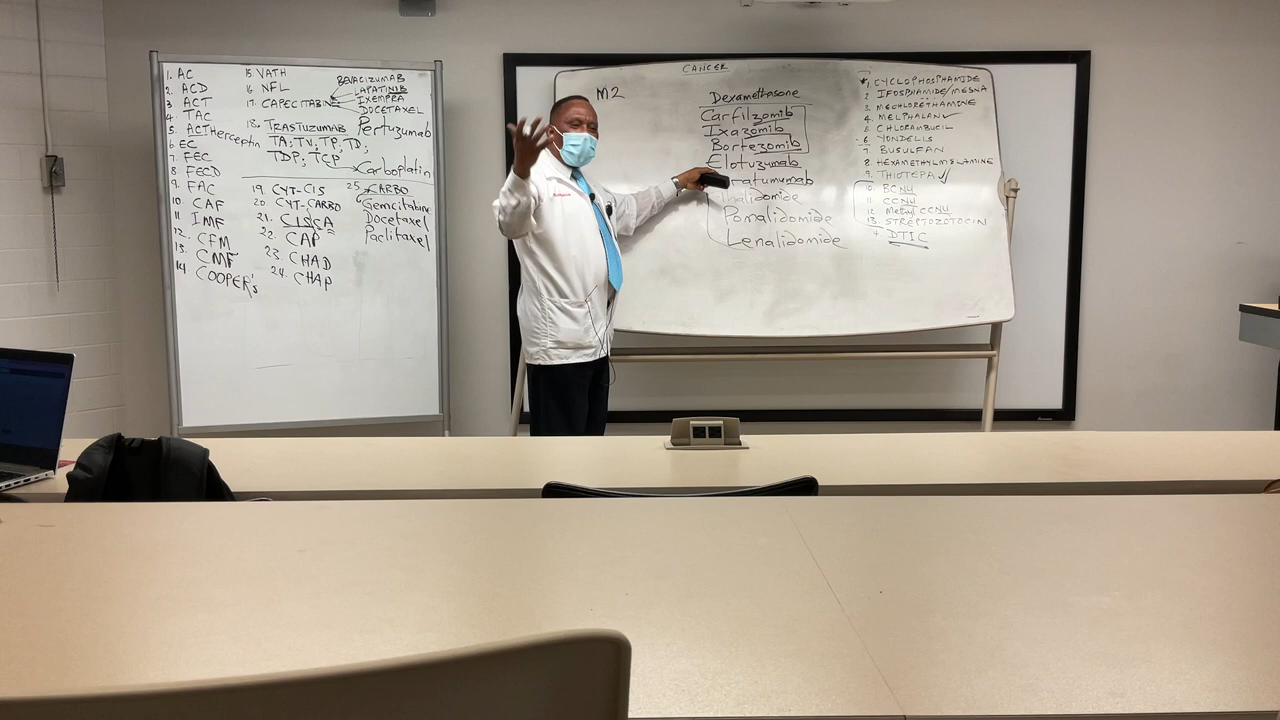 1. AC
2. ACD
3 ACT
4 TAC
5. ACTHerceptin
6 EC
7 FEC
8 FECD
9. FAC
10. CAF
11 IMF
12. CFM
13. CMF
14 COOPER's
15. VATH
16 NFL
17. CAPECITABINE
BEVACIZUMAB
LAPATINIB
IXEMPRA
DOCETAXEL
18. TRASTUZUMAB
Pertuzumab
TA; TV, TP, TD,
TDP, TCP
Carboplatin
19. CYT-CIS
20. CYT-CARBO
21. CISCA
22. CAP
23. CHAD
24. CHAP
25. CARBO
Gemcitabine
Docetaxel
Paclitaxel
CANCER
M2
Dexamethasone
Carfilzomib
Ixazomib
Bortezomib
Elotuzumab
ratumumab
Thalidomide
Pomalidomide
Lenalidomide
1. CYCLOPHOSPHAMIDE
2. IFOSPHAMIDE/MESNA
3. MECHLORETHAMINE
4. MELPHALAN ✓
5 CHLORAMBUCIL
6 YONDELIS
7 BUSULFAN
8. HEXAMETHYLMELAMINE
9. THIOTEPA ✓
10. BCNU
11 CCNU
12 Methyl CCNU
13. STREPTOZOTOCIN
DTIC